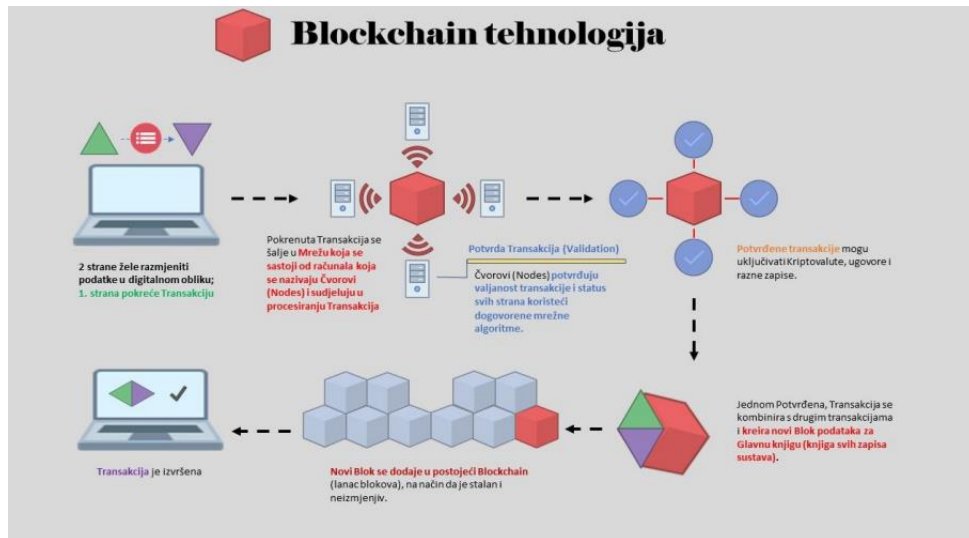 Blockchain tehnologija
2 strane žele razmjeniti
podatke u digitalnom obliku;
1. strana pokreće Transakciju
Pokrenuta Transakcija se
šalje u Mrežu koja se
sastoji od računala koja
se nazivaju Čvorovi
(Nodes) i sudjeluju u
procesiranju Transakcija
Potvrda Transakcija (Validation)
Čvorovi (Nodes) potvrđuju
valjanost transakcije i status
svih strana koristeći
dogovorene mrežne
algoritme.
Potvrđene transakcije mogu
uključivati Kriptovalute, ugovore i
razne zapise.
Jednom Potvrđena, Transakcija se
kombinira s drugim transakcijama
i kreira novi Blok podataka za
Glavnu knjigu (knjiga svih zapisa
sustava).
Novi Blok se dodaje u postojeći Blockchain
(lanac blokova), na način da je stalan i
neizmjenjiv.
Transakcija je izvršena